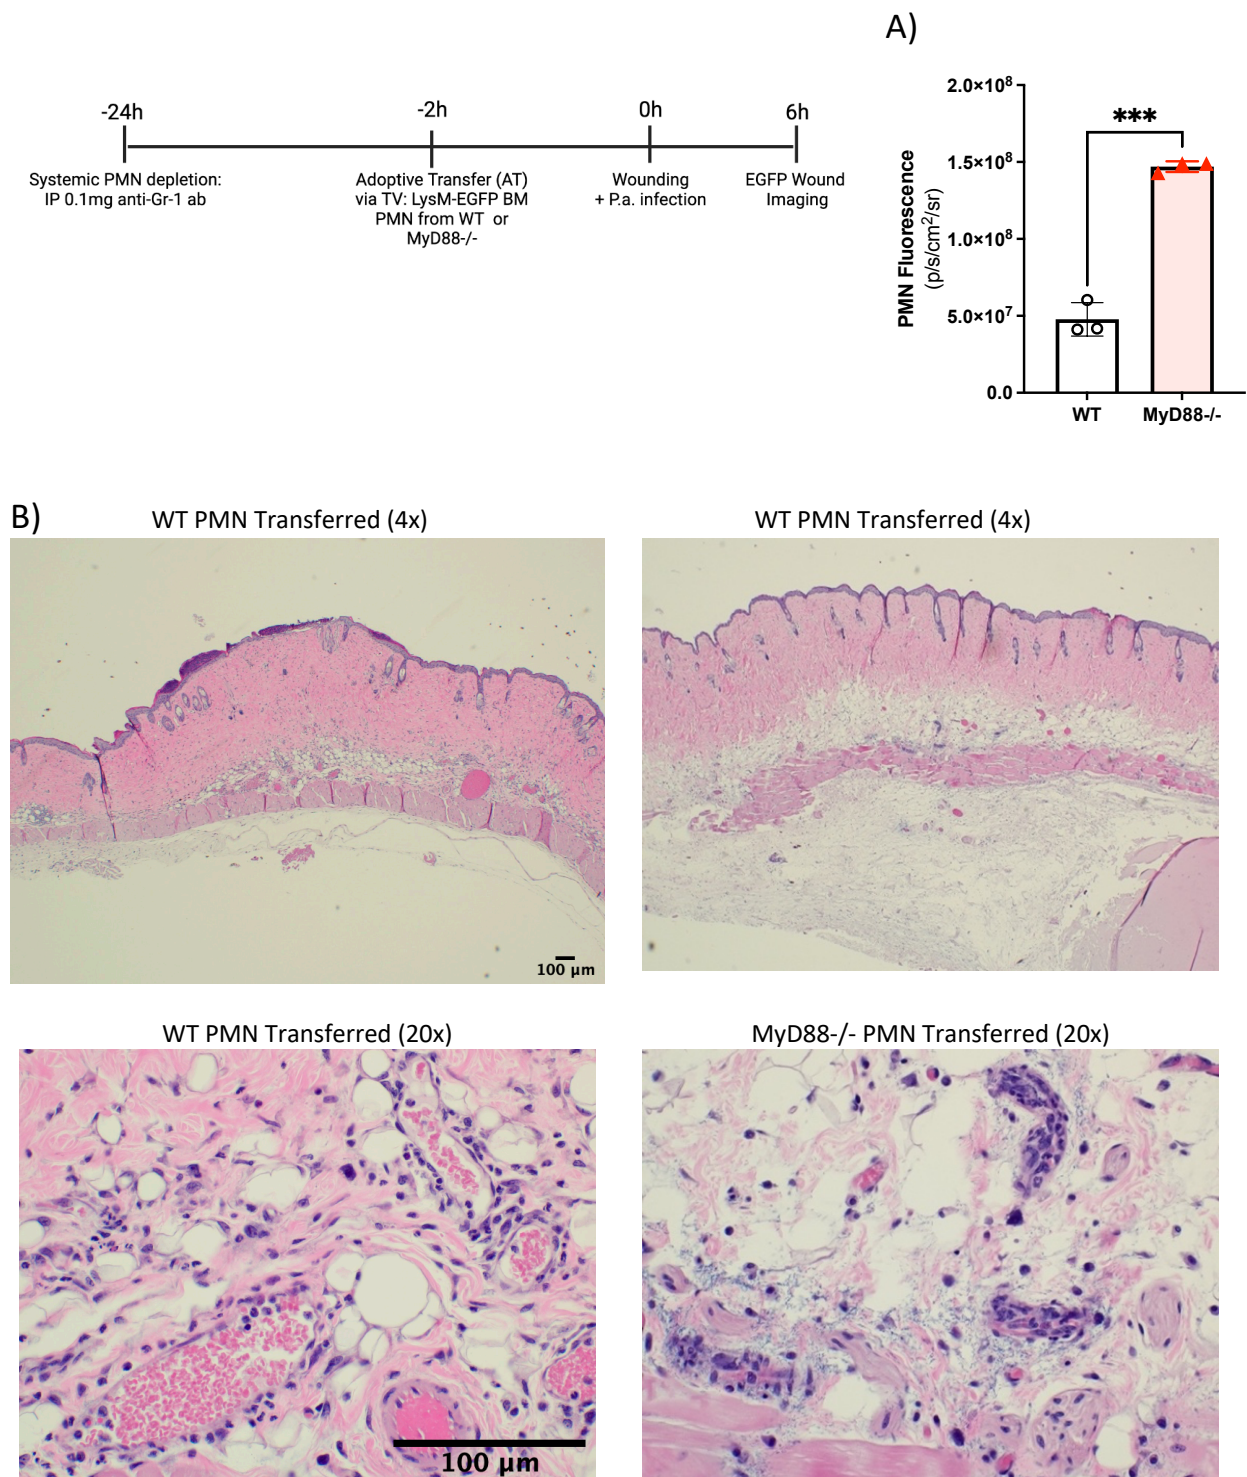 A)
-24h
-2h
0h
6h
Systemic PMN depletion:
IP 0.1mg anti-Gr-1 ab
Adoptive Transfer (AT)
via TV: LysM-EGFP BM
PMN from WT or
MyD88-/-
Wounding
+ P.a. infection
EGFP Wound
Imaging
PMN Fluorescence
(p/s/cm²/sr)
2.0×10⁸
1.5×10⁸
1.0×10⁸
5.0×10⁷
0.0
***
WT
MyD88-/-
B)
WT PMN Transferred (4x)
WT PMN Transferred (4x)
100 µm
WT PMN Transferred (20x)
MyD88-/- PMN Transferred (20x)
100 µm